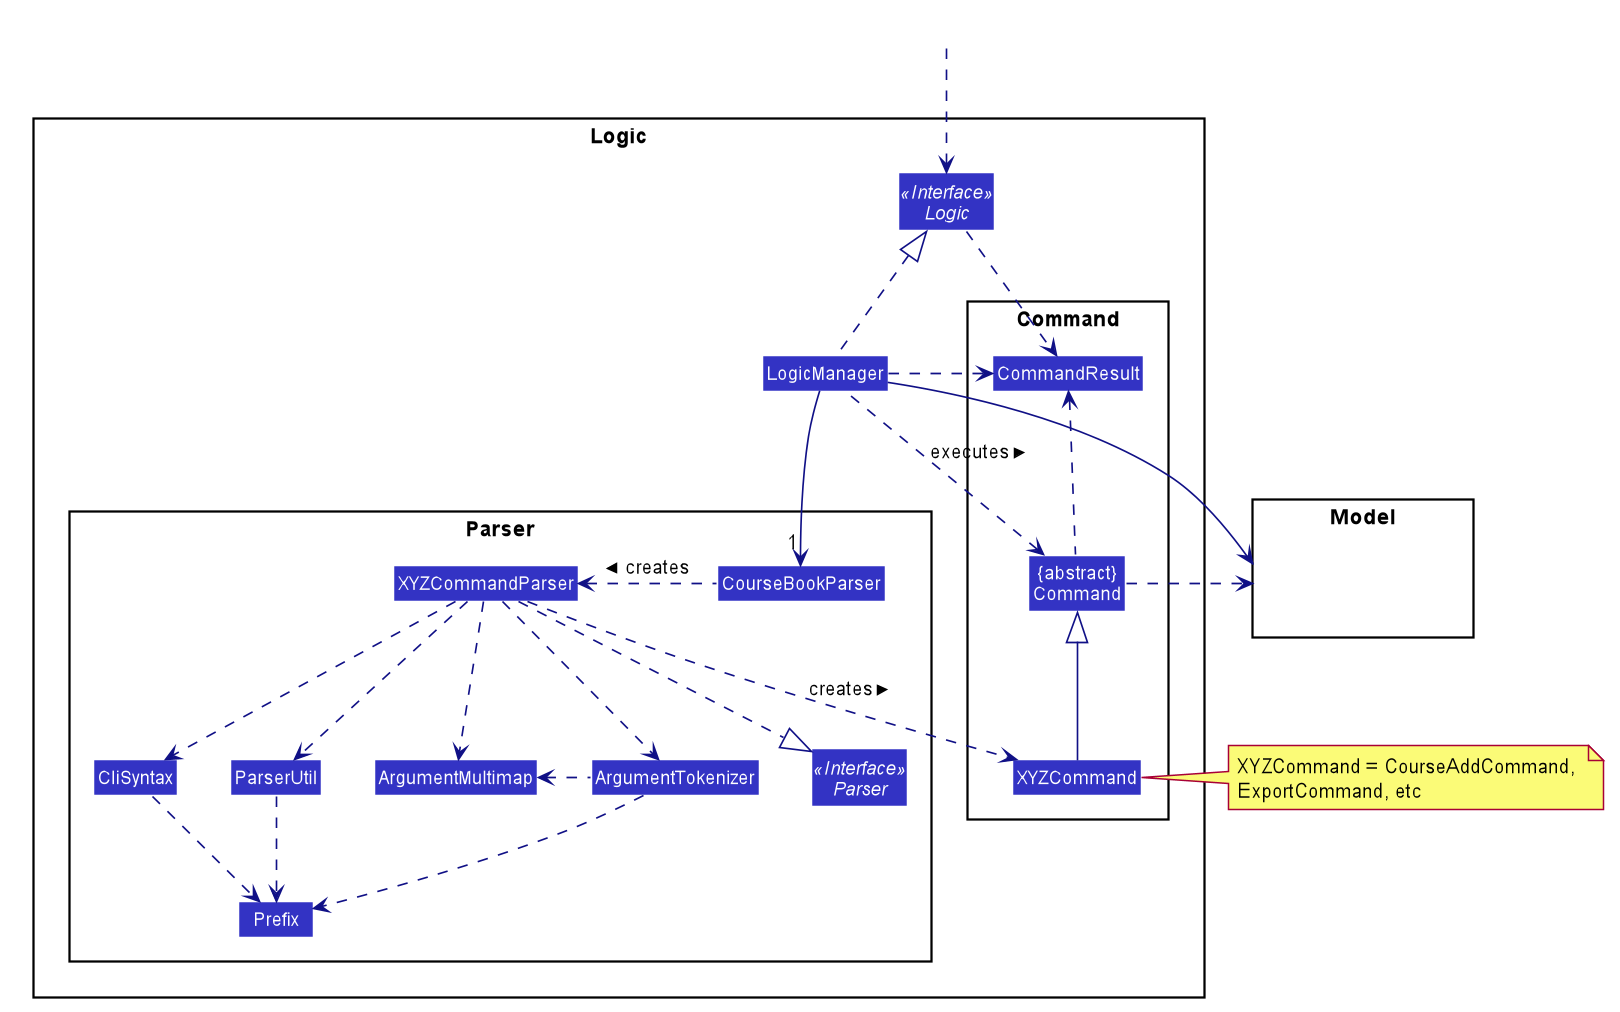 Logic
«Interface»
Logic
Command
LogicManager
CommandResult
executes ►
Model
Parser
1
XYZCommandParser
◄ creates
CourseBookParser
{abstract}
Command
creates ►
CliSyntax
ParserUtil
ArgumentMultimap
ArgumentTokenizer
«Interface»
Parser
XYZCommand
XYZCommand = CourseAddCommand,
ExportCommand, etc
Prefix